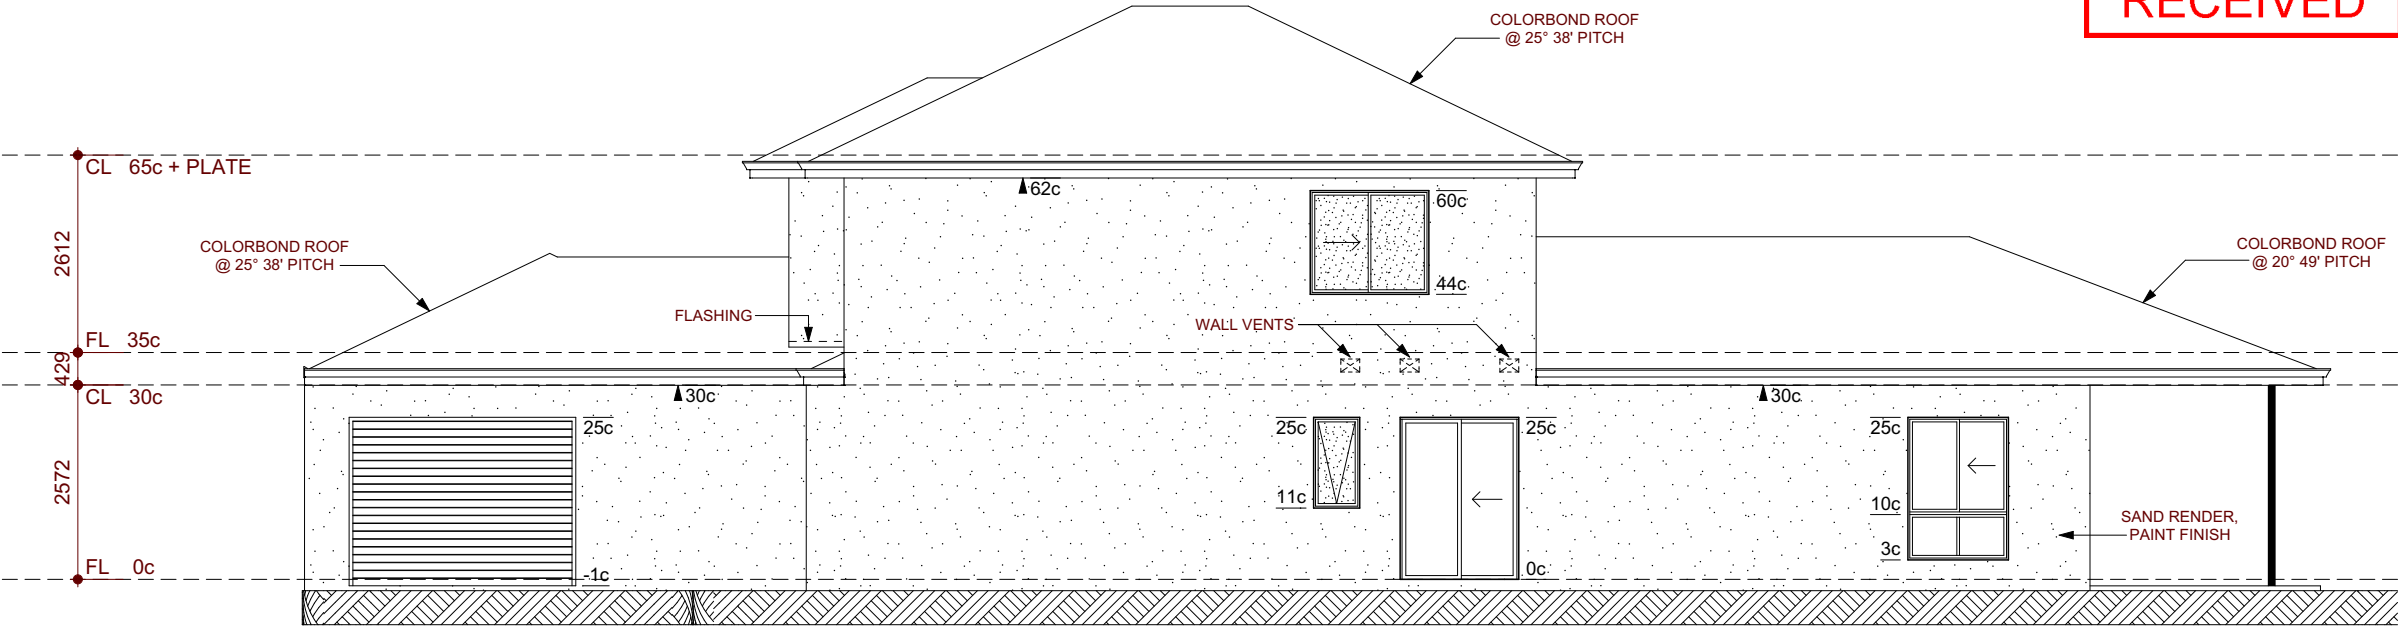 RECEIVED
COLORBOND ROOF
@ 25° 38' PITCH
CL 65c + PLATE
62c
60c
2612
COLORBOND ROOF
@ 25° 38' PITCH
COLORBOND ROOF
@ 20° 49' PITCH
44c
FLASHING
WALL VENTS
FL 35c
429
CL 30c
30c
30c
25c
25c
25c
25c
2572
11c
10c
SAND RENDER,
PAINT FINISH
3c
FL 0c
-1c
0c